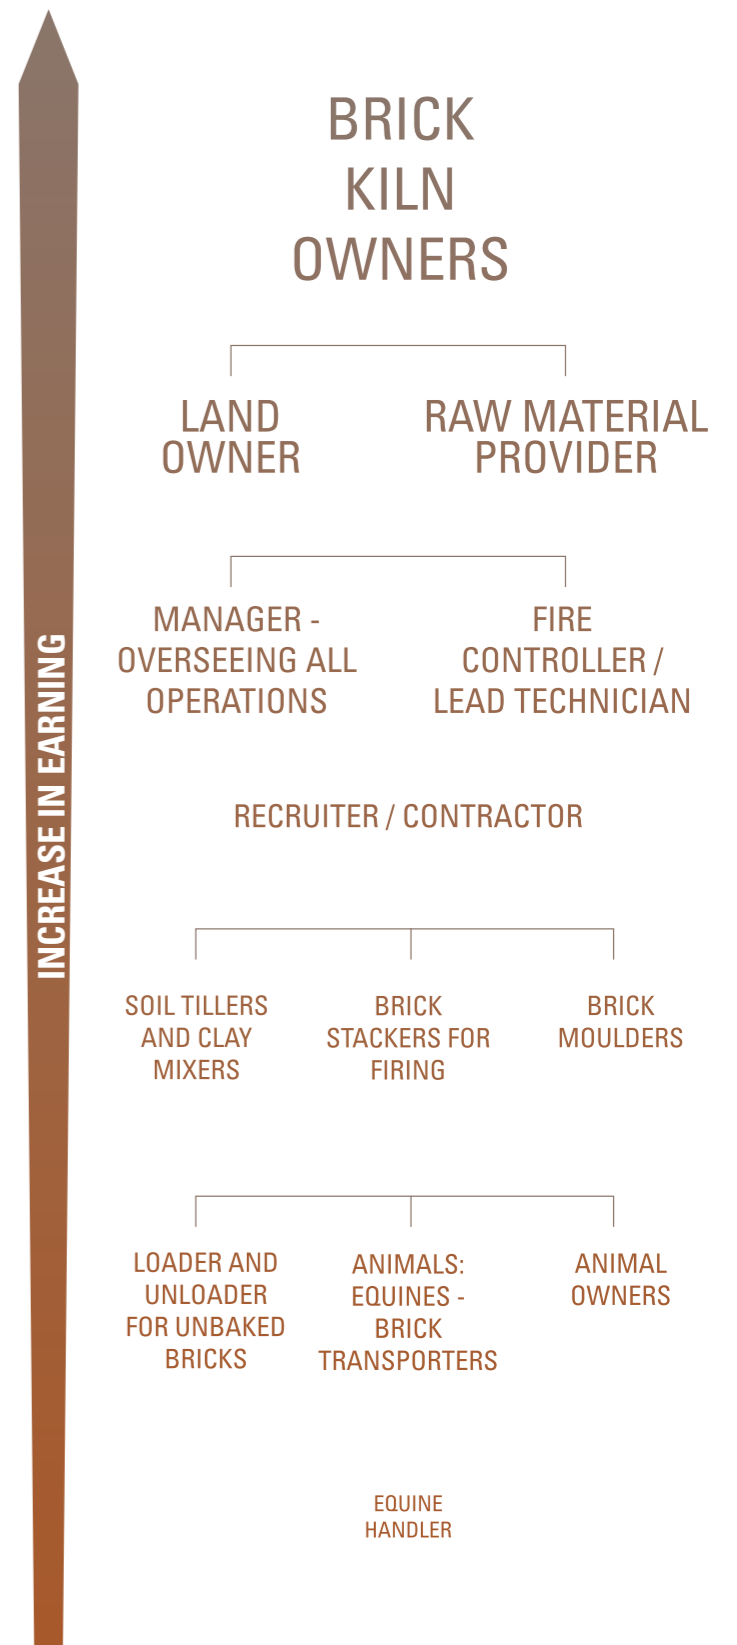 BRICK
KILN
OWNERS
LAND
OWNER
RAW MATERIAL
PROVIDER
MANAGER -
OVERSEEING ALL
OPERATIONS
FIRE
CONTROLLER /
LEAD TECHNICIAN
INCREASE IN EARNING
RECRUITER / CONTRACTOR
SOIL TILLERS
AND CLAY
MIXERS
BRICK
STACKERS FOR
FIRING
BRICK
MOULDERS
LOADER AND
UNLOADER
FOR UNBAKED
BRICKS
ANIMALS:
EQUINES -
BRICK
TRANSPORTERS
ANIMAL
OWNERS
EQUINE
HANDLER